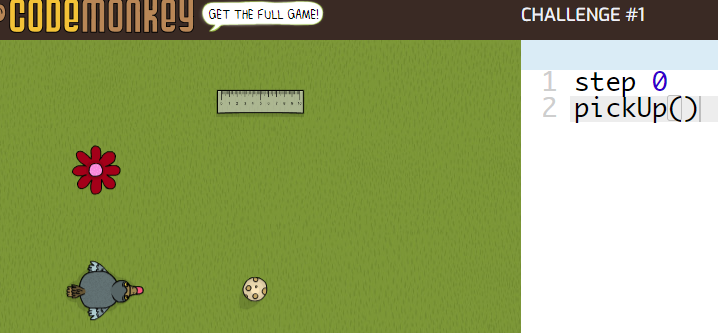 CODEMONKEY
GET THE FULL GAME!
CHALLENGE #1
1 step 0
2 pickUp()